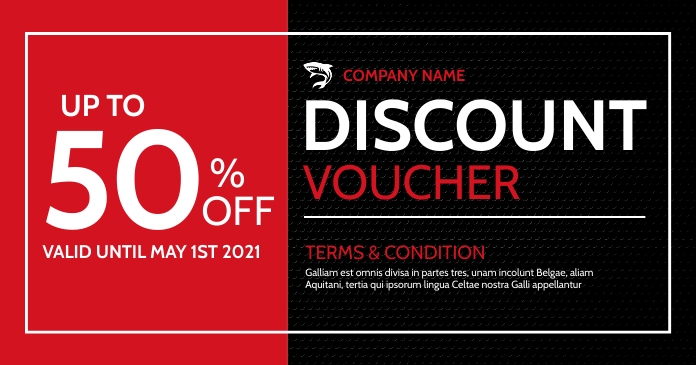 UP TO
50%
OFF
VALID UNTIL MAY 1ST 2021
COMPANY NAME
DISCOUNT
VOUCHER
TERMS & CONDITION
Galliam est omnis divisa in partes tres, unam incolunt Belgae, aliam
Aquitani, tertia qui ipsorum lingua Celtae nostra Galli appellantur